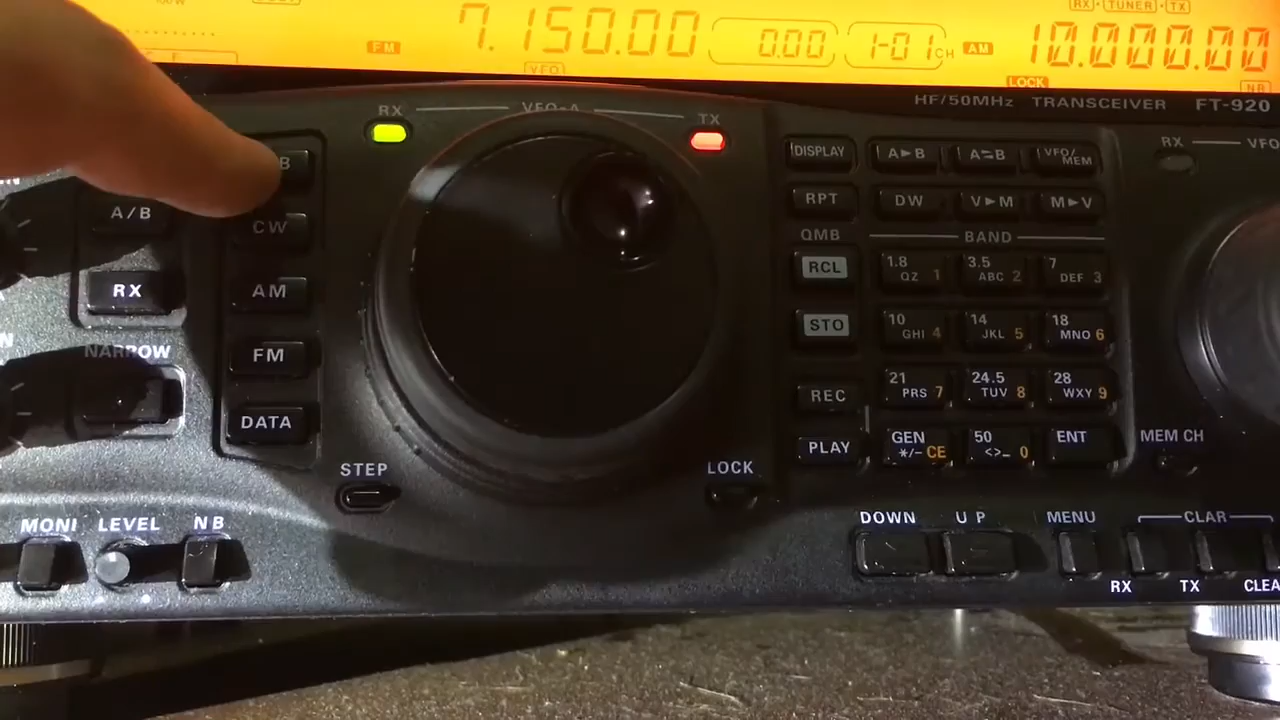 RX • TUNER • TX
FM 7.150.00 0.00 1-01 CH AM 10.000.00
VFO LOCK NB
HF/50MHz TRANSCEIVER FT-920
RX VFO-A TX
RX VFO
B
A/B
CW
RX
AM
NARROW
FM
DATA
STEP
LOCK
MONI LEVEL NB
DISPLAY A▶B A⇆B VFO/MEM
RPT DW V▶M M▶V
QMB BAND
RCL 1.8 QZ 1 3.5 ABC 2 7 DEF 3
STO 10 GHI 4 14 JKL 5 18 MNO 6
REC 21 PRS 7 24.5 TUV 8 28 WXY 9
PLAY GEN */- CE 50 <>_ 0 ENT
MEM CH
DOWN UP MENU CLAR
RX TX CLEA